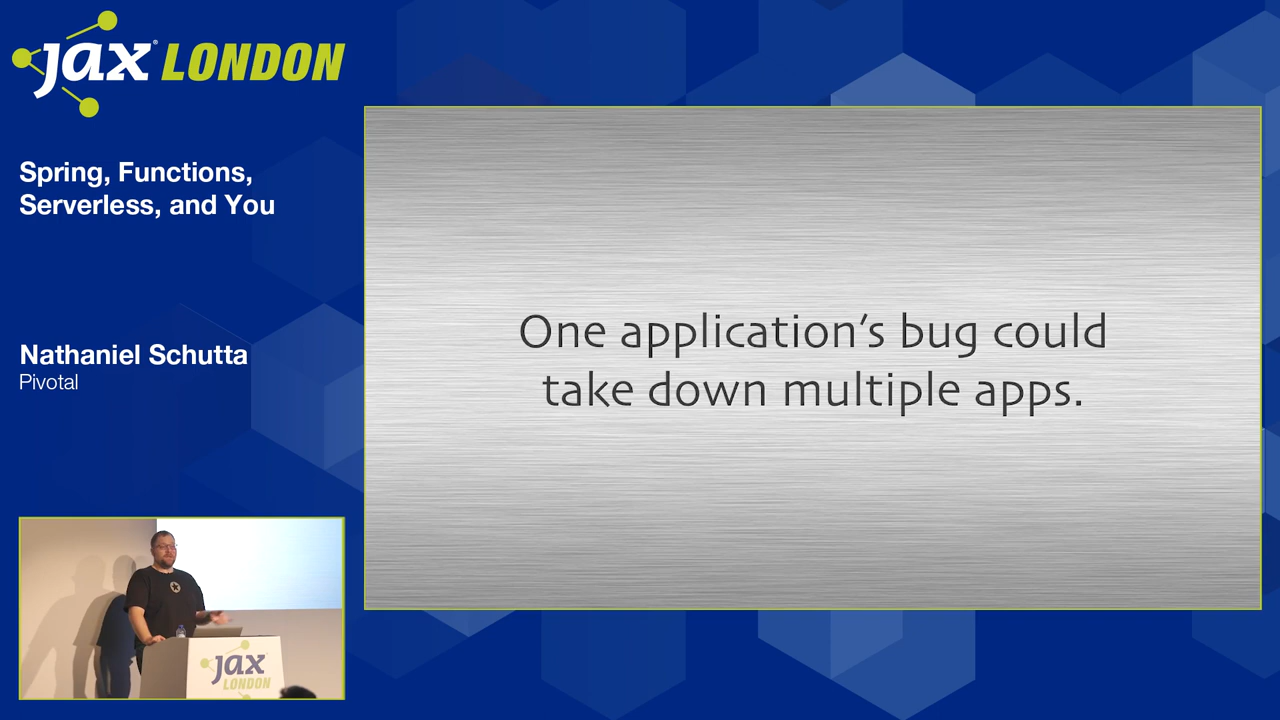 jax LONDON
Spring, Functions,
Serverless, and You
Nathaniel Schutta
Pivotal
One application’s bug could
take down multiple apps.
jax
LONDON